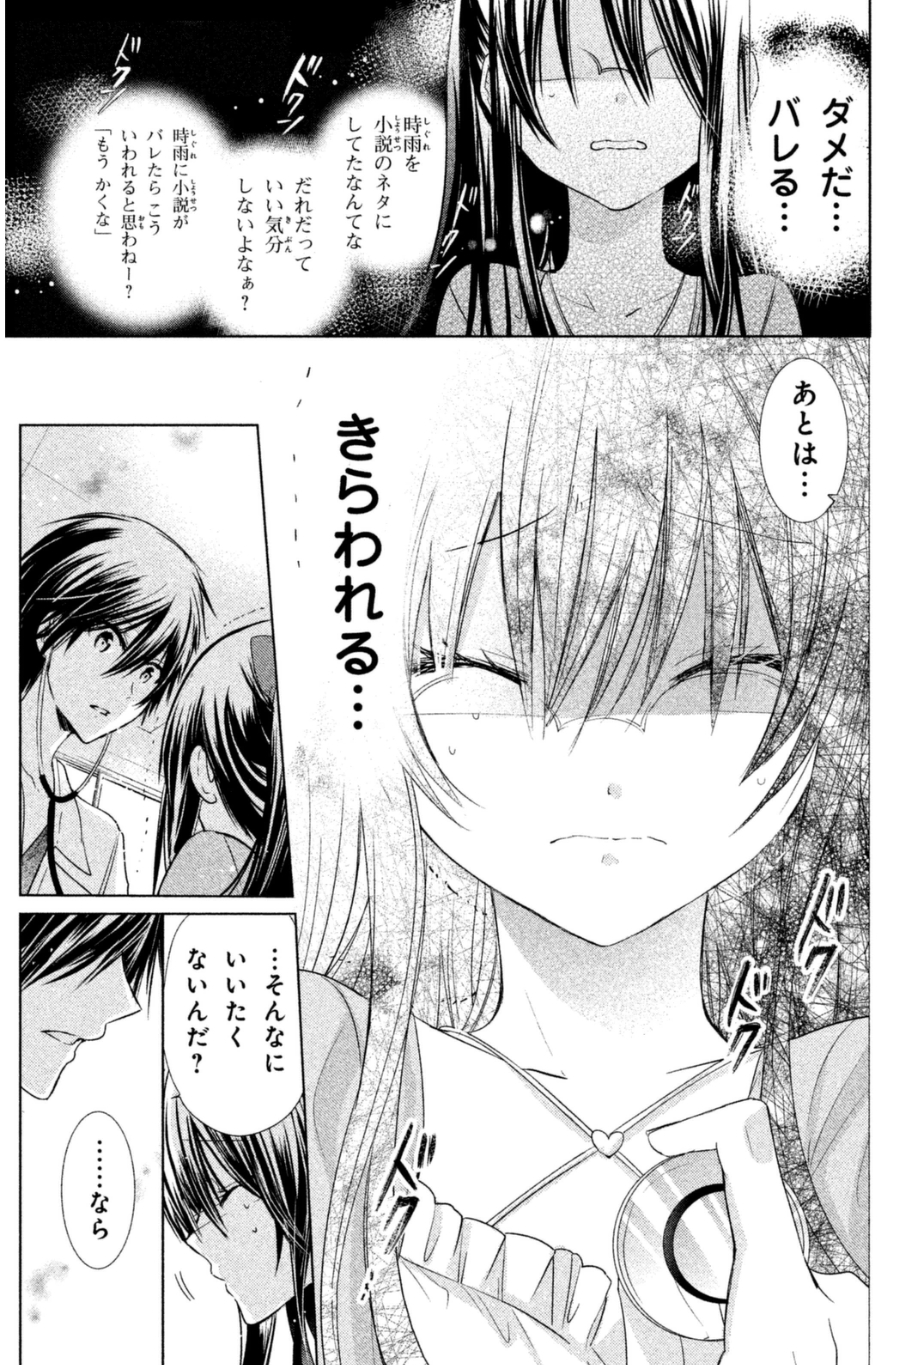 ダメだ…
バレる…
時雨を
小説のネタに
してたなんてな
だれだって
いい気分
しないよなぁ?
時雨に小説が
バレたら こう
いわれると思わねー?
「もう かくな」
ドクン
ドクン
あとは…
きらわれる…
ドクン
ドクン
ドクン
…そんなに
いいたく
ないんだ?
……なら